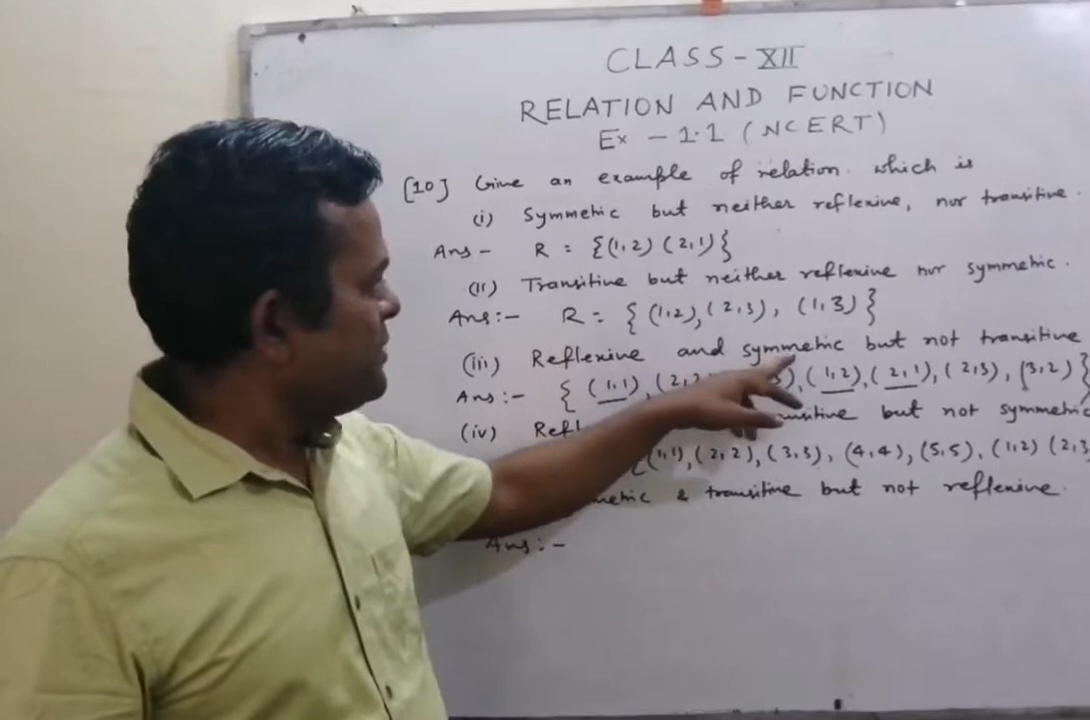 CLASS - XII
RELATION AND FUNCTION
Ex - 1.1 (NCERT)
[10] Give an example of relation. which is
(i) Symmetric but neither reflexive, nor transitive.
Ans - R = {(1,2) (2,1)}
(ii) Transitive but neither reflexive nor symmetric.
Ans:- R = { (1,2), (2,3), (1,3) }
(iii) Reflexive and symmetric but not transitive
Ans:- { (1,1), (2,2), (1,2), (2,1), (2,3), (3,2) }
(iv) but not symmetric
(1,1), (2,2), (3,3), (4,4), (5,5), (1,2) (2,3
& transitive but not reflexive.
Ans:-